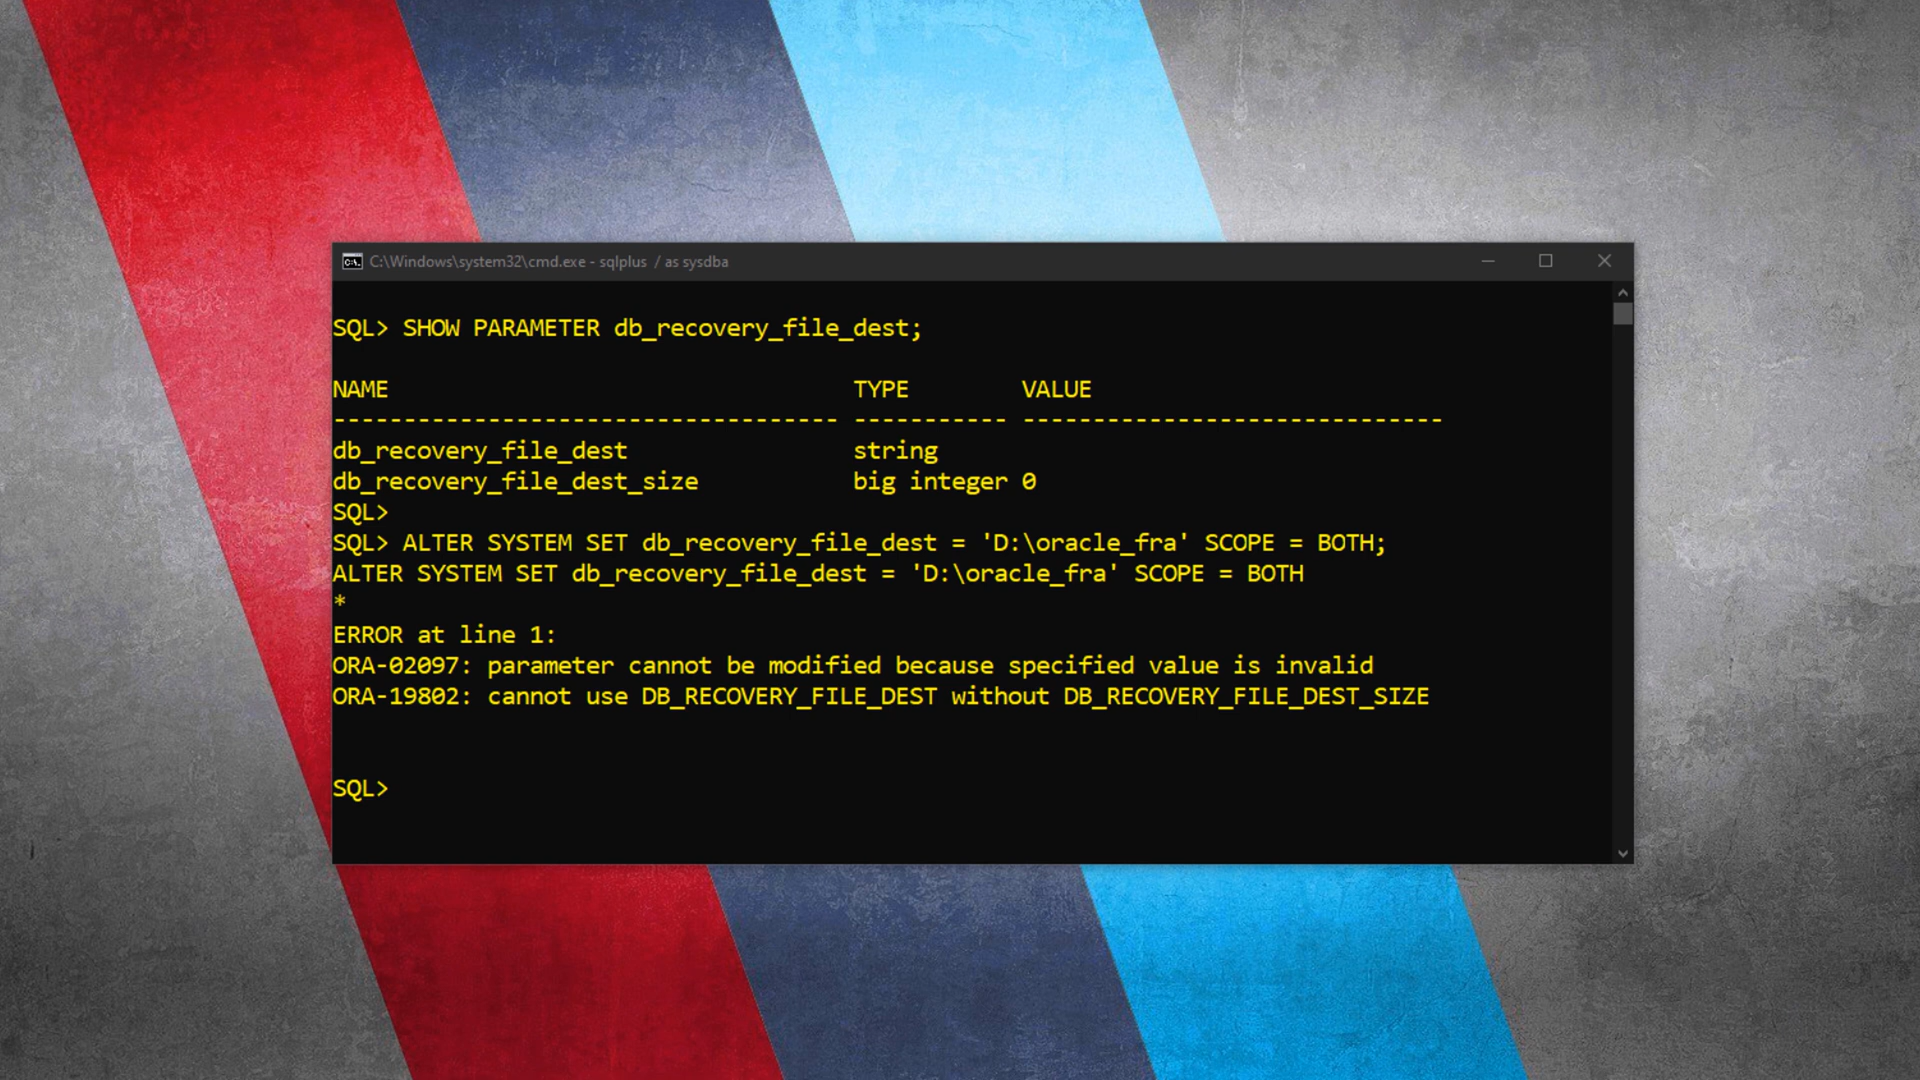 C:\Windows\system32\cmd.exe - sqlplus / as sysdba
SQL> SHOW PARAMETER db_recovery_file_dest;
NAME                                 TYPE        VALUE
------------------------------------ ----------- ------------------------------
db_recovery_file_dest                string
db_recovery_file_dest_size           big integer 0
SQL>
SQL> ALTER SYSTEM SET db_recovery_file_dest = 'D:\oracle_fra' SCOPE = BOTH;
ALTER SYSTEM SET db_recovery_file_dest = 'D:\oracle_fra' SCOPE = BOTH
*
ERROR at line 1:
ORA-02097: parameter cannot be modified because specified value is invalid
ORA-19802: cannot use DB_RECOVERY_FILE_DEST without DB_RECOVERY_FILE_DEST_SIZE
SQL>